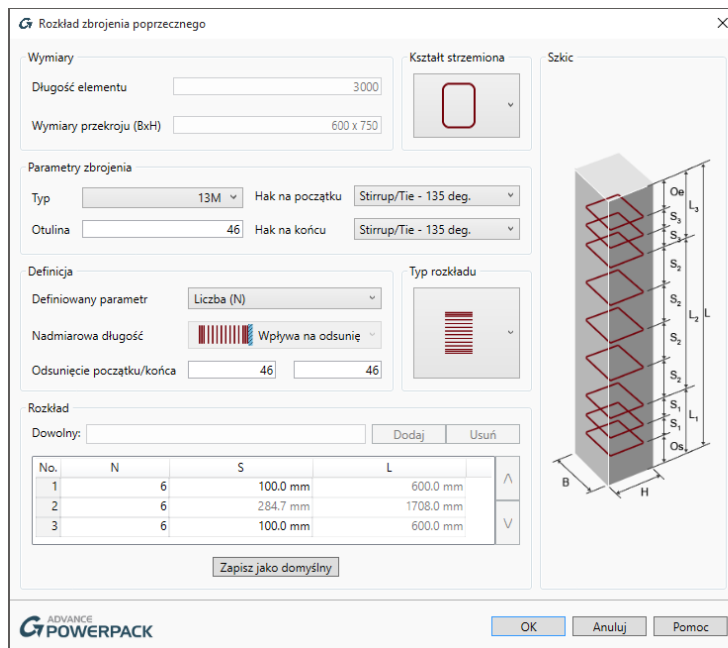 Rozkład zbrojenia poprzecznego
Wymiary
Długość elementu 3000
Wymiary przekroju (BxH) 600 x 750
Kształt strzemiona
Szkic
Parametry zbrojenia
Typ 13M Hak na początku Stirrup/Tie - 135 deg.
Otulina 46 Hak na końcu Stirrup/Tie - 135 deg.
Definicja
Definiowany parametr Liczba (N)
Nadmiarowa długość Wpływa na odsunię
Odsunięcie początku/końca 46 46
Typ rozkładu
Rozkład
Dowolny: Dodaj Usuń
No. N S L
1 6 100.0 mm 600.0 mm
2 6 284.7 mm 1708.0 mm
3 6 100.0 mm 600.0 mm
Zapisz jako domyślny
Oe
S3
S3
L3
S2
S2
S2
S2
L2
L
S1
S1
L1
Os
B
H
ADVANCE
POWERPACK
OK Anuluj Pomoc